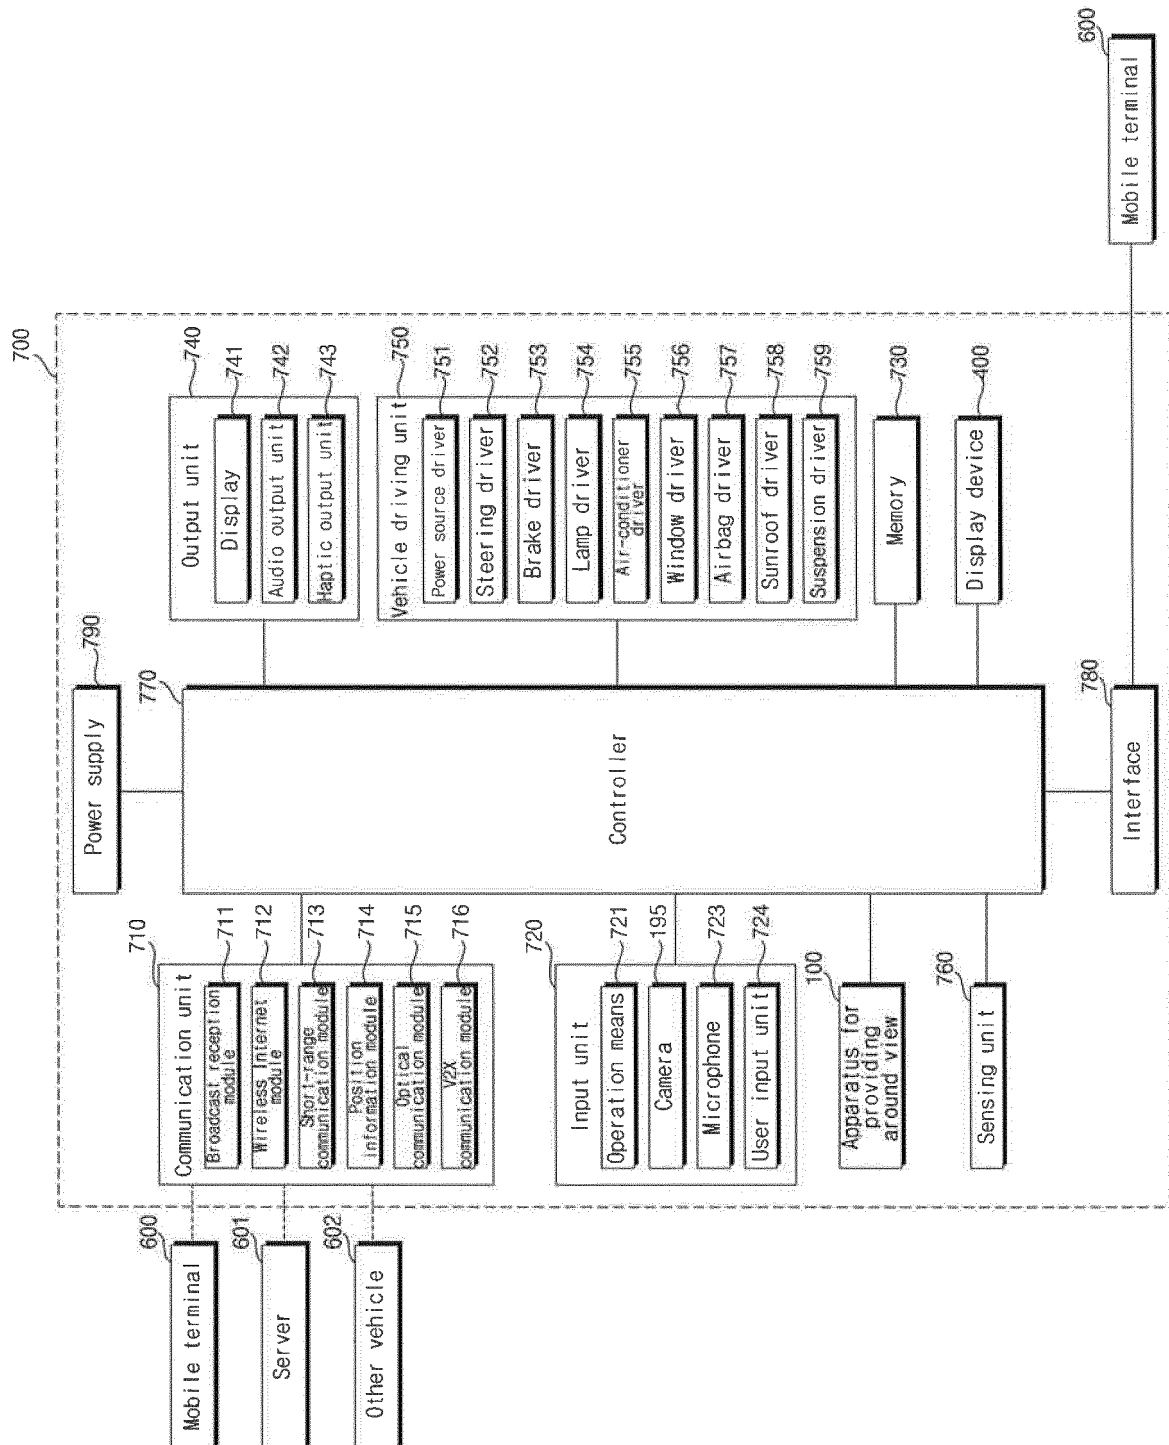 700
Mobile terminal
600
Server
601
Other vehicle
602
Communication unit
710
Broadcast reception
module
711
Wireless Internet
module
712
Short-range
communication module
713
Position
information module
714
Optical
communication module
715
V2X
communication module
716
Input unit
720
Operation means
721
Camera
195
Microphone
723
User input unit
724
Apparatus for
providing
around view
100
Sensing unit
760
Power supply
790
Controller
770
Interface
780
Output unit
740
Display
741
Audio output unit
742
Haptic output unit
743
Vehicle driving unit
750
Power source driver
751
Steering driver
752
Brake driver
753
Lamp driver
754
Air-conditioner
driver
755
Window driver
756
Airbag driver
757
Sunroof driver
758
Suspension driver
759
Memory
730
Display device
400
Mobile terminal
600